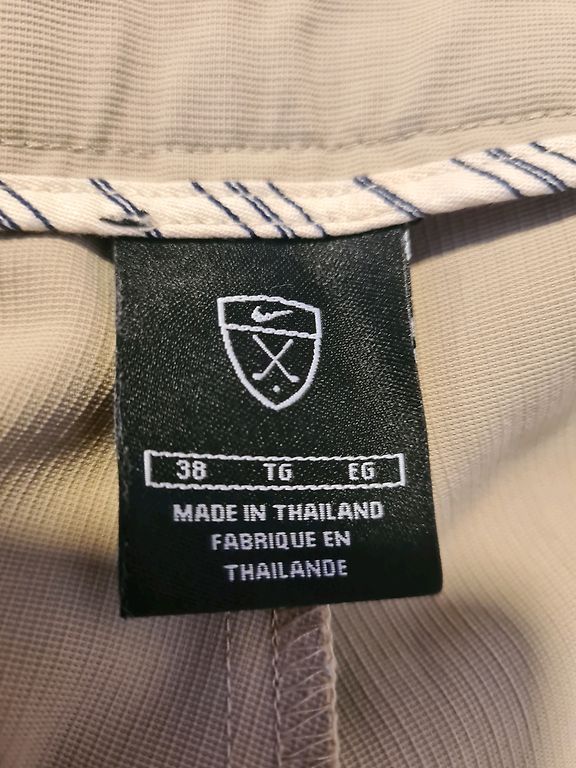 38 TG EG
MADE IN THAILAND
FABRIQUE EN
THAILANDE